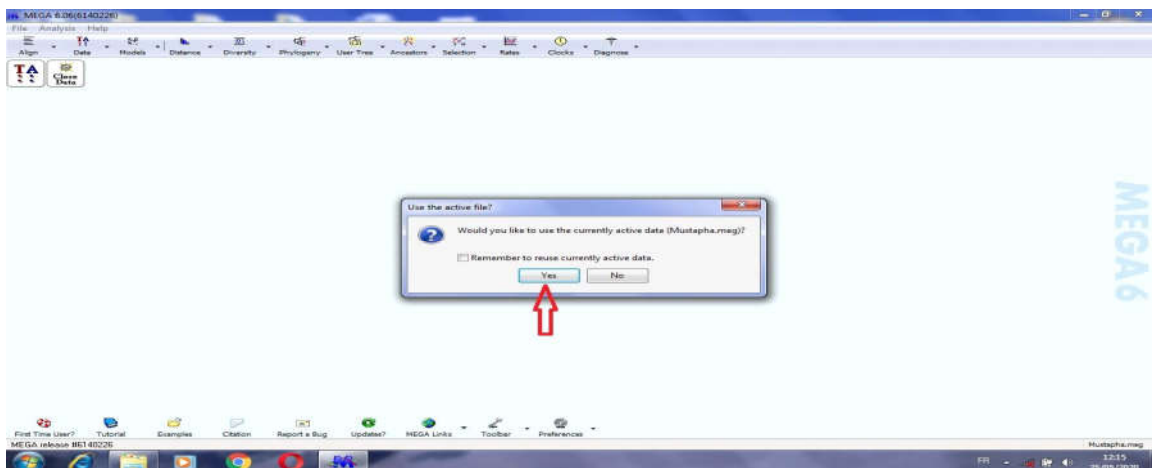 MEGA 6.06(6140226)
File Analysis Help
Align Data Models Distance Diversity Phylogeny User Tree Ancestors Selection Rates Clocks Diagnose
TA Close Data
Use the active file?
Would you like to use the currently active data (Mustapha.meg)?
Remember to reuse currently active data.
Yes No
MEGA6
First Time User? Tutorial Examples Citation Report a Bug Updates? MEGA Links Toolbar Preferences
MEGA release #6140226 Mustapha.meg
FR 12:15